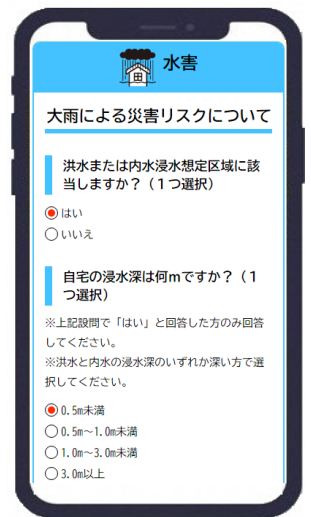 水害
大雨による災害リスクについて
洪水または内水浸水想定区域に該
当しますか？（１つ選択）
はい
いいえ
自宅の浸水深は何mですか？（１
つ選択）
※上記設問で「はい」と回答した方のみ回答
してください。
※洪水と内水の浸水深のいずれか深い方で選
択してください。
0.5m未満
0.5m～1.0m未満
1.0m～3.0m未満
3.0m以上